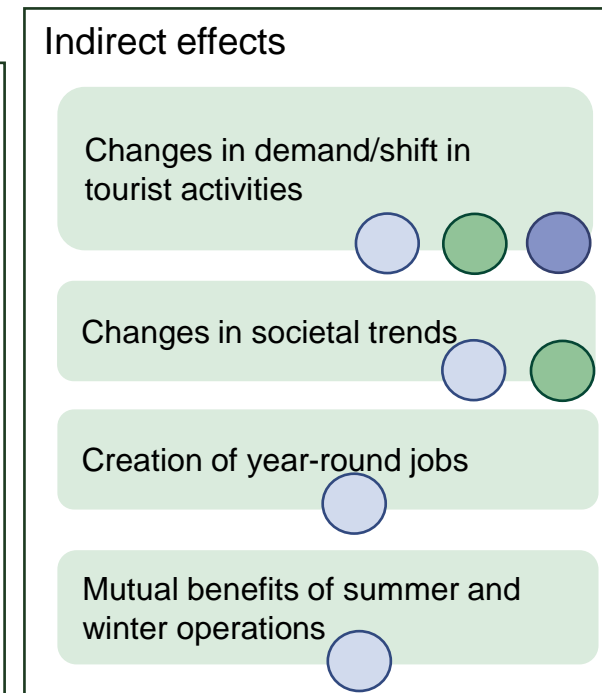 Indirect effects
Changes in demand/shift in
tourist activities
Changes in societal trends
Creation of year-round jobs
Mutual benefits of summer and
winter operations